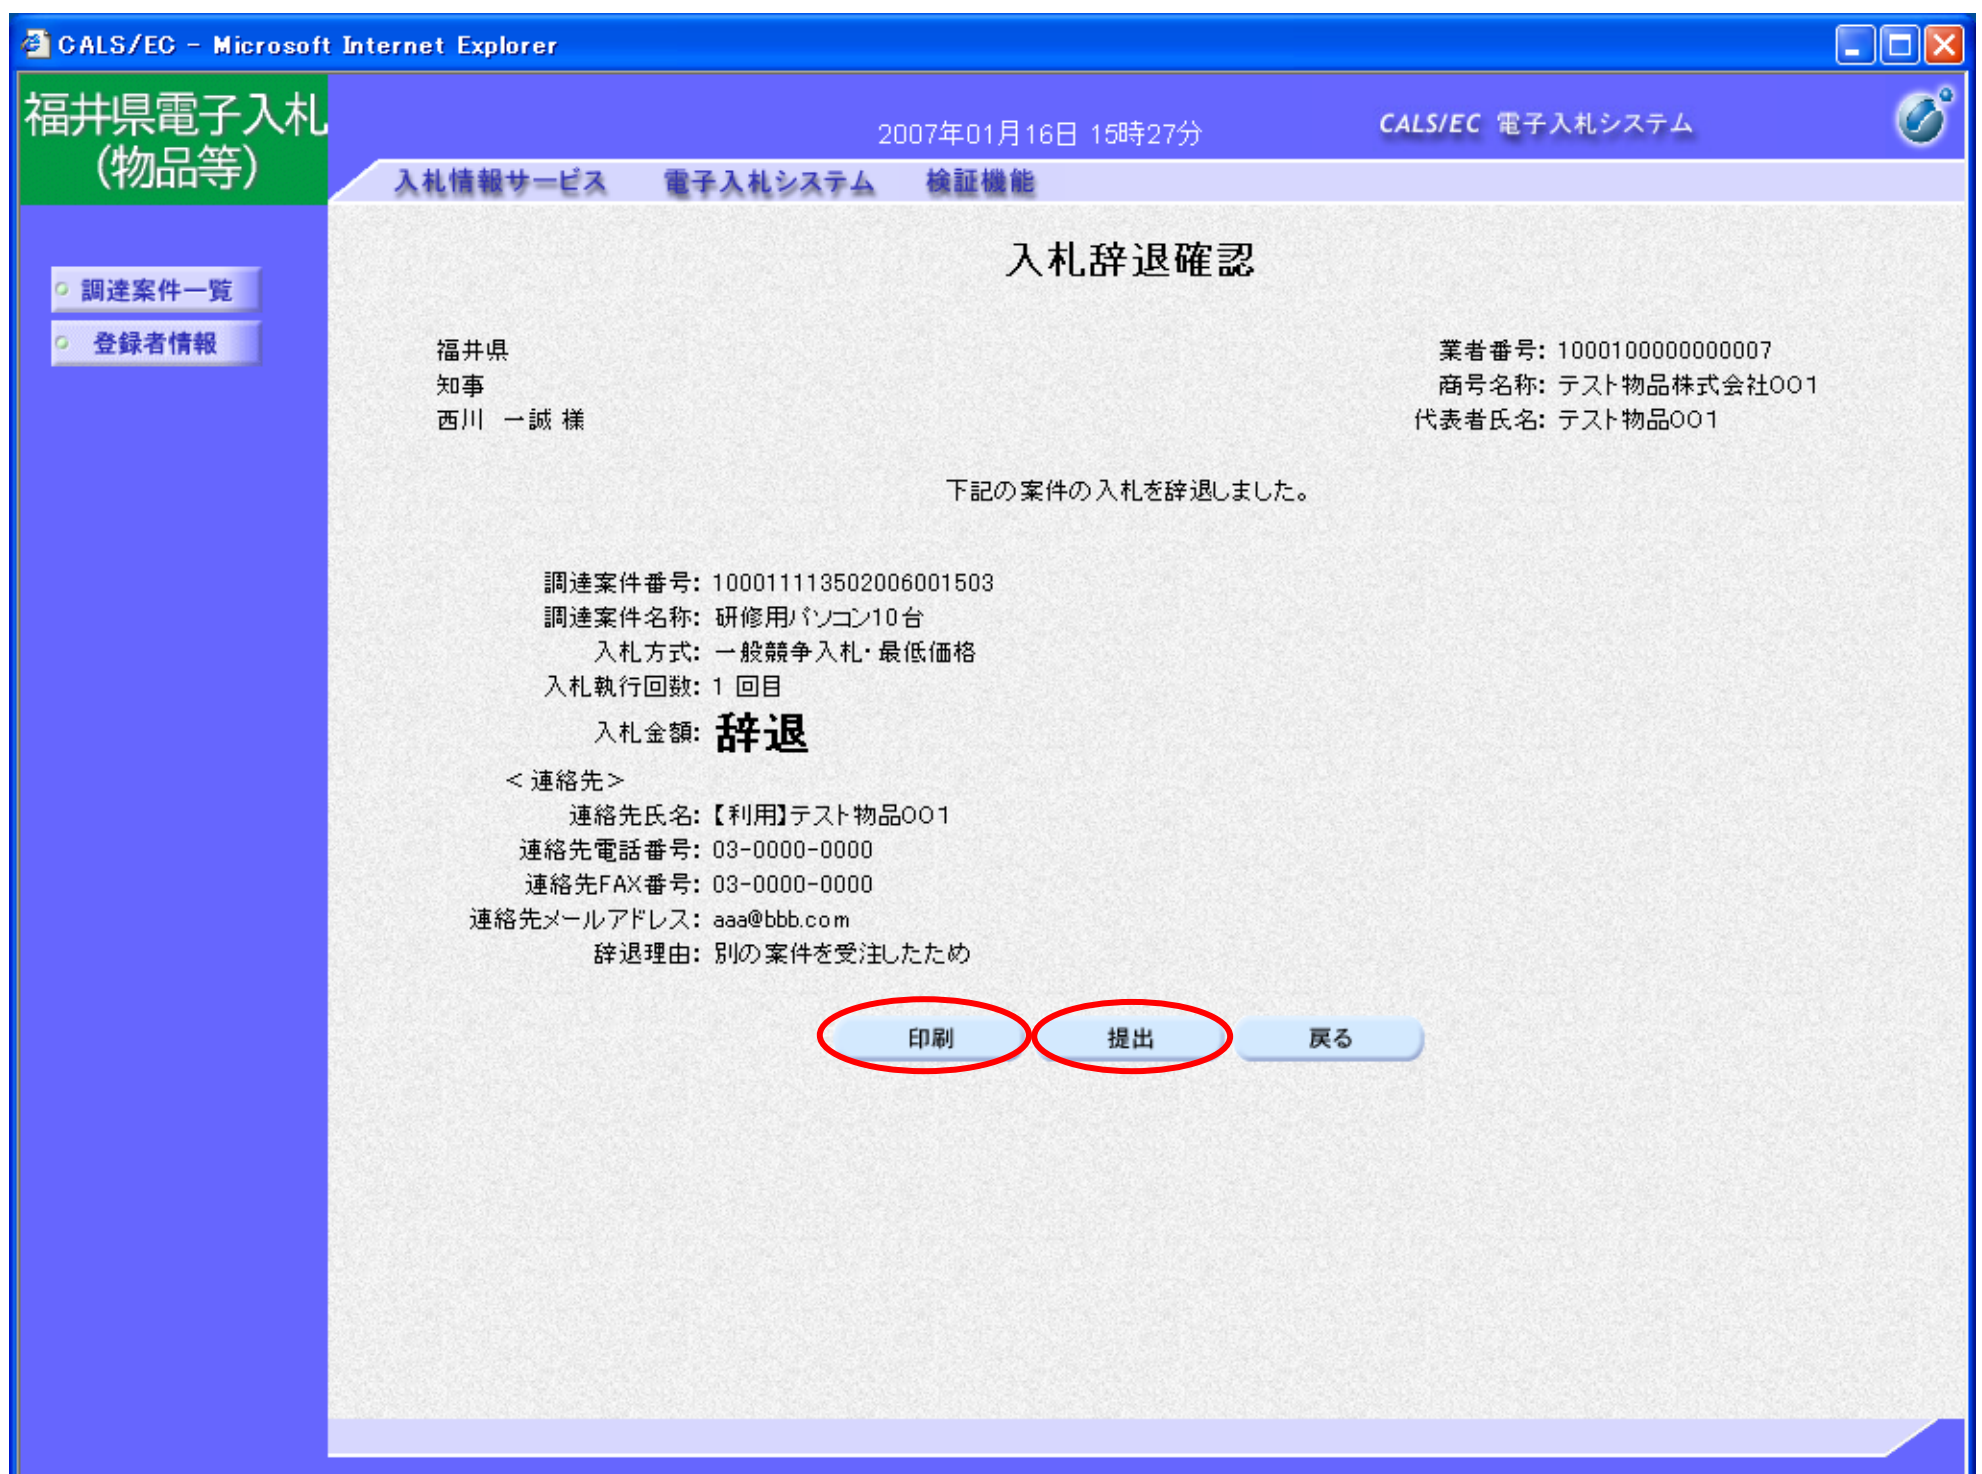 CALS/EC - Microsoft Internet Explorer
福井県電子入札
(物品等)
2007年01月16日 15時27分
CALS/EC 電子入札システム
入札情報サービス 電子入札システム 検証機能
調達案件一覧
登録者情報
入札辞退確認
福井県
知事
西川 一誠 様
業者番号: 1000100000000007
商号名称: テスト物品株式会社001
代表者氏名: テスト物品001
下記の案件の入札を辞退しました。
調達案件番号: 100011113502006001503
調達案件名称: 研修用パソコン10台
入札方式: 一般競争入札・最低価格
入札執行回数: 1 回目
入札金額: 辞退
<連絡先>
連絡先氏名: 【利用】テスト物品001
連絡先電話番号: 03-0000-0000
連絡先FAX番号: 03-0000-0000
連絡先メールアドレス: aaa@bbb.com
辞退理由: 別の案件を受注したため
印刷 提出 戻る